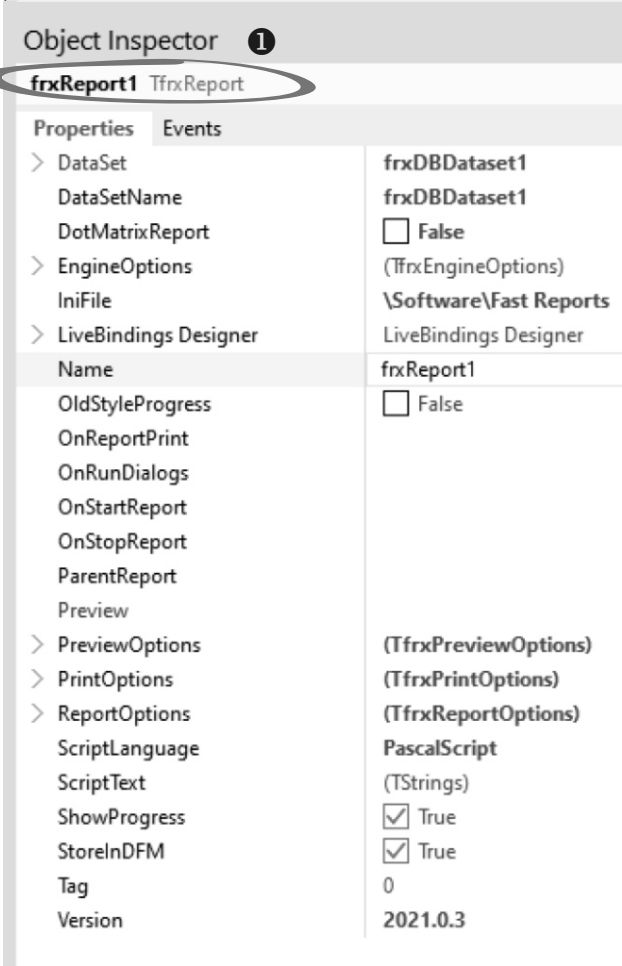 Object Inspector ❶
frxReport1 TfrxReport
Properties Events
DataSet frxDBDataset1
DataSetName frxDBDataset1
DotMatrixReport False
EngineOptions (TfrxEngineOptions)
IniFile \Software\Fast Reports
LiveBindings Designer LiveBindings Designer
Name frxReport1
OldStyleProgress False
OnReportPrint
OnRunDialogs
OnStartReport
OnStopReport
ParentReport
Preview
PreviewOptions (TfrxPreviewOptions)
PrintOptions (TfrxPrintOptions)
ReportOptions (TfrxReportOptions)
ScriptLanguage PascalScript
ScriptText (TStrings)
ShowProgress True
StoreInDFM True
Tag 0
Version 2021.0.3